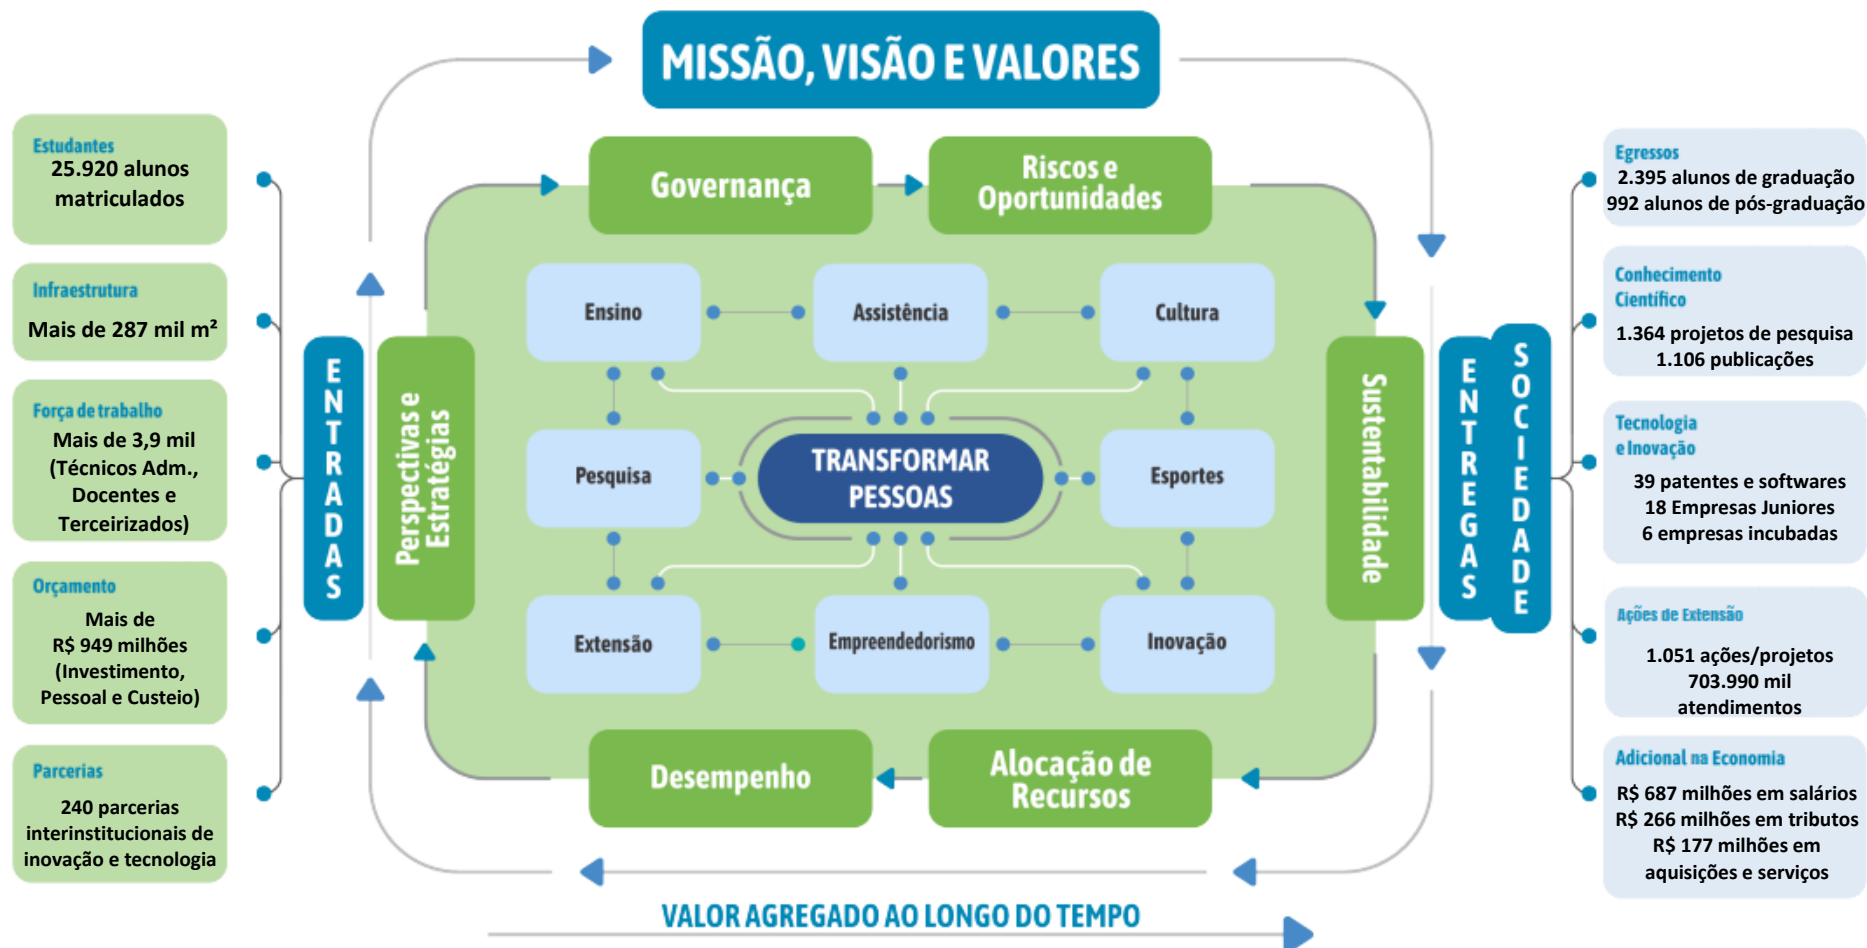 MISSÃO, VISÃO E VALORES
Estudantes
25.920 alunos
matriculados
Infraestrutura
Mais de 287 mil m²
Força de trabalho
Mais de 3,9 mil
(Técnicos Adm.,
Docentes e
Terceirizados)
Orçamento
Mais de
R$ 949 milhões
(Investimento,
Pessoal e Custeio)
Parcerias
240 parcerias
interinstitucionais de
inovação e tecnologia
ENTRADAS
Perspectivas e
Estratégias
Governança
Riscos e
Oportunidades
Ensino
Assistência
Cultura
Pesquisa
TRANSFORMAR
PESSOAS
Esportes
Extensão
Empreendedorismo
Inovação
Desempenho
Alocação de
Recursos
Sustentabilidade
ENTREGAS
SOCIEDADE
Egressos
2.395 alunos de graduação
992 alunos de pós-graduação
Conhecimento
Científico
1.364 projetos de pesquisa
1.106 publicações
Tecnologia
e Inovação
39 patentes e softwares
18 Empresas Juniores
6 empresas incubadas
Ações de Extensão
1.051 ações/projetos
703.990 mil
atendimentos
Adicional na Economia
R$ 687 milhões em salários
R$ 266 milhões em tributos
R$ 177 milhões em
aquisições e serviços
VALOR AGREGADO AO LONGO DO TEMPO